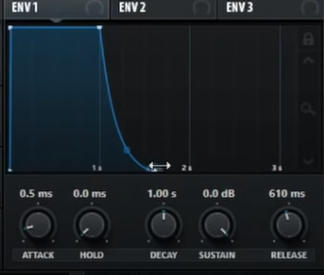 ENV 1 ENV 2 ENV 3
1 s 2 s 3 s
0.5 ms 0.0 ms 1.00 s 0.0 dB 610 ms
ATTACK HOLD DECAY SUSTAIN RELEASE